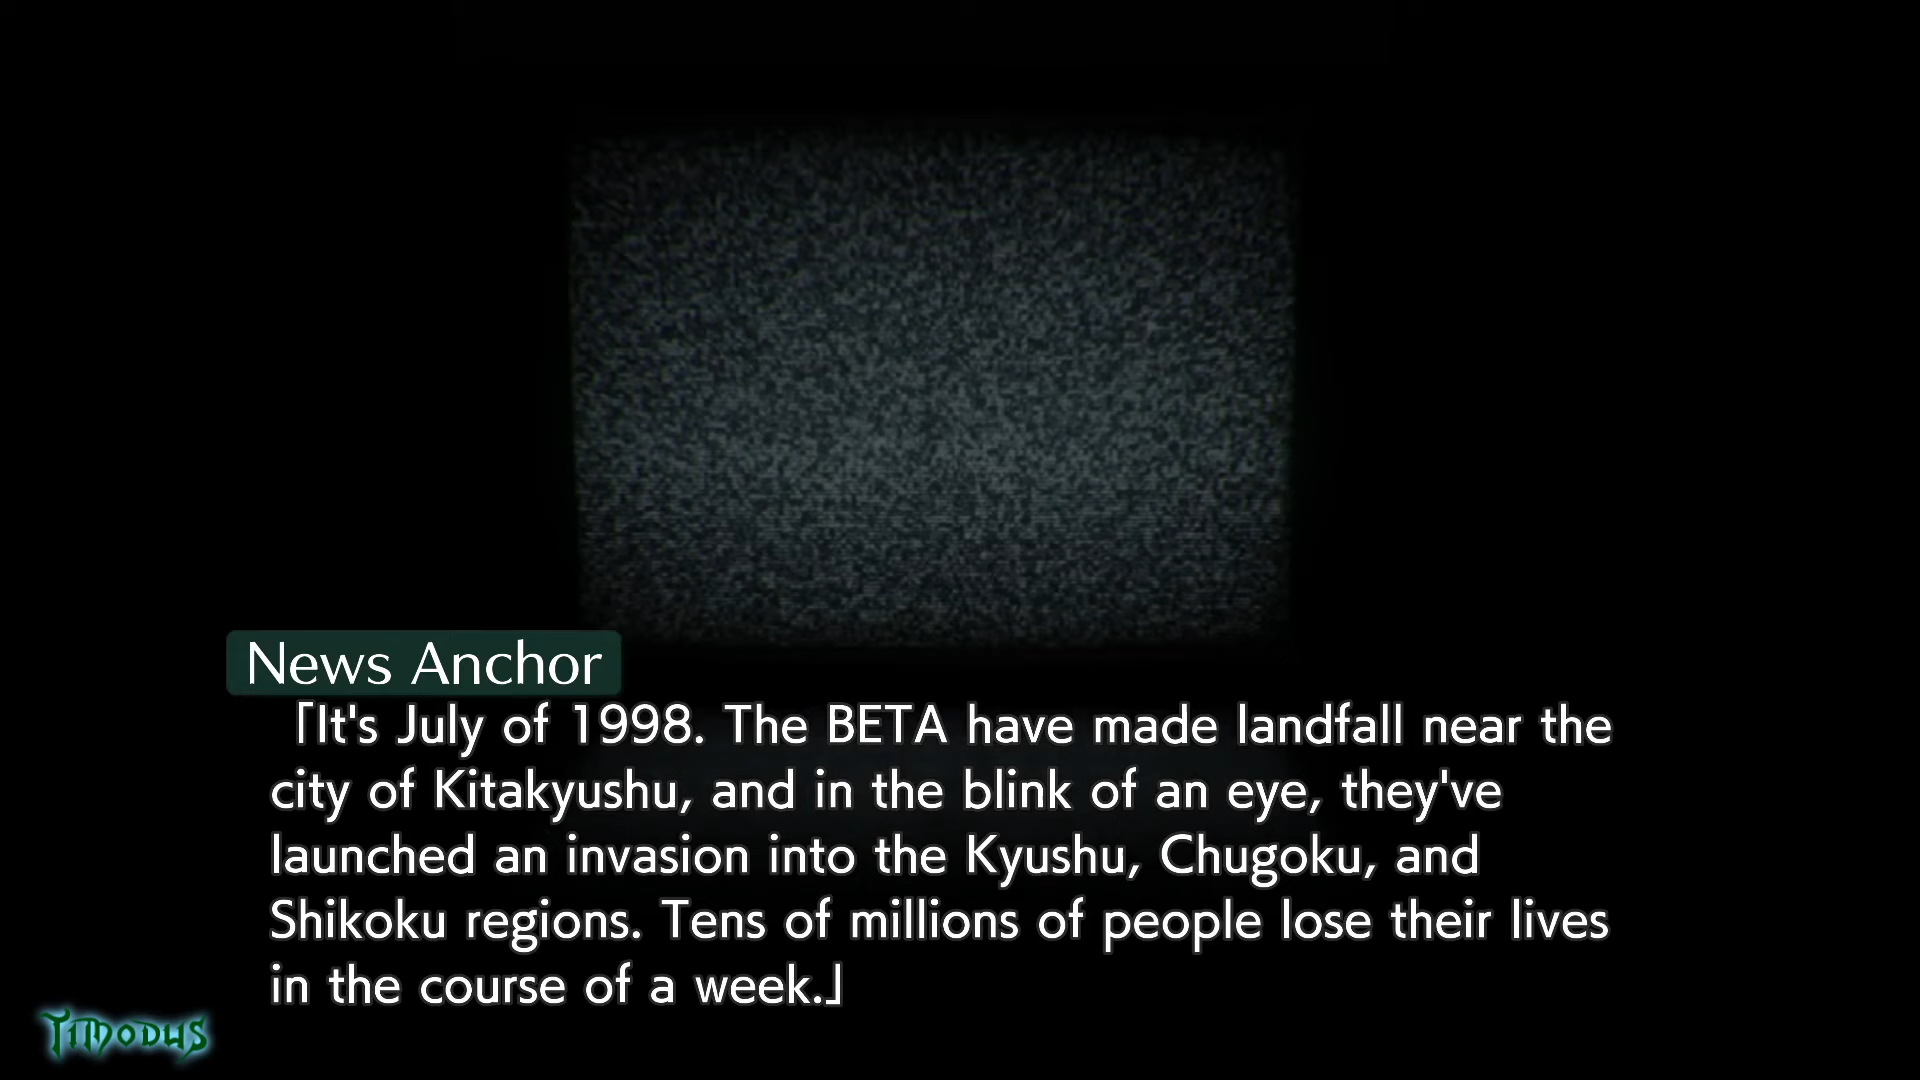 News Anchor
「It's July of 1998. The BETA have made landfall near the
city of Kitakyushu, and in the blink of an eye, they've
launched an invasion into the Kyushu, Chugoku, and
Shikoku regions. Tens of millions of people lose their lives
in the course of a week.」
TIMODUS